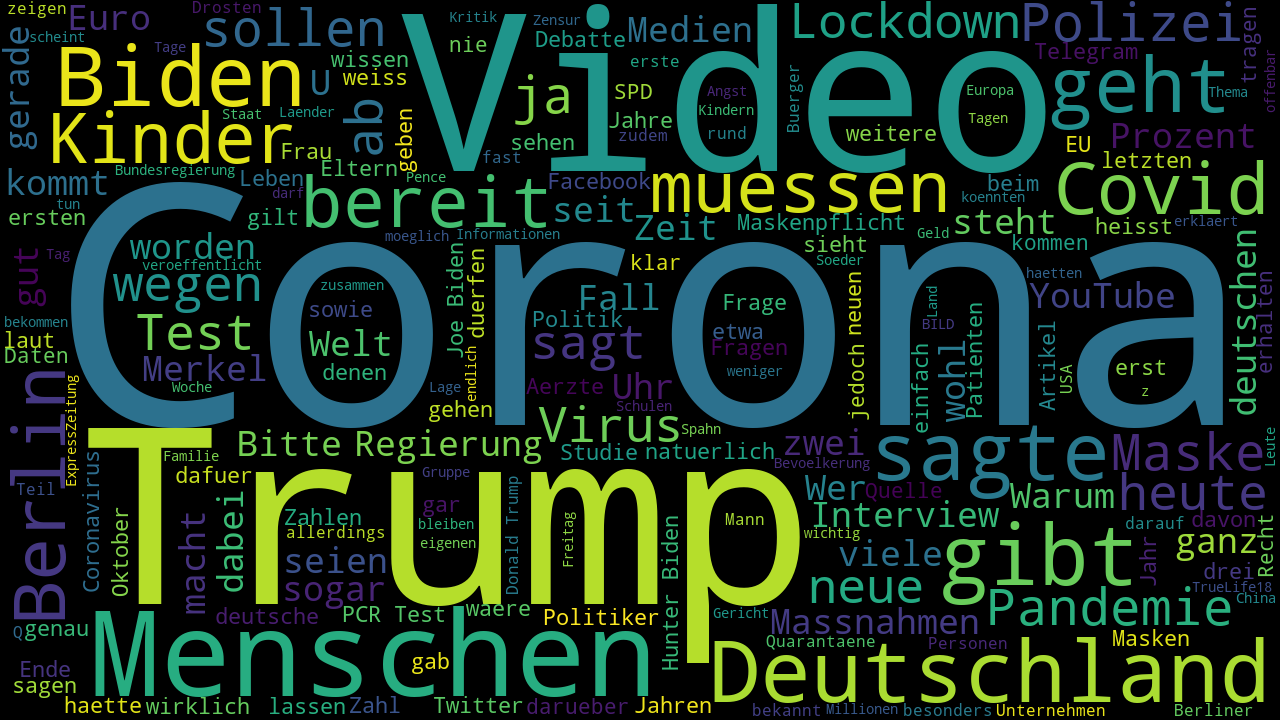 zeigen
Euro
Drosten
sollen
Kritik
Zensur
nie
Debatte
Medien
Lockdown
Polizei
tragen
scheint
Tage
gerade
Biden
U
wissen
weiss
ab
Video
erste
Telegram
geht
Thema
offenbar
ja
SPD
Jahre
zudem
sehen
Angst
Kindern
rund
Buerger
weitere
Europa
Tagen
EU
Prozent
Kinder
Staat
Laender
Frau
geben
fast
letzten
kommt
Bundesregierung
Leben
Eltern
Pence
Facebook
muessen
beim
koennten
Covid
tun
ersten
darf
gilt
bereit
seit
Zeit
Maskenpflicht
Geld
steht
heisst
erklaert
worden
moeglich
Informationen
sieht
kommen
gut
Tag
veroeffentlicht
wegen
zusammen
Joe Biden
duerfen
klar
Soeder
haetten
Corona
sowie
Fall
Frage
jedoch
neuen
Land
YouTube
deutschen
erhalten
bekommen
laut
Daten
Test
Welt
Politik
etwa
BILD
Merkel
denen
sagt
Fragen
weniger
einfach
wohl
Patienten
Artikel
USA
erst
z
Berlin
ExpressZeitung
Woche
Lage
endlich
Aerzte
Uhr
gehen
Schulen
Virus
Spahn
Bitte
Regierung
Studie
natuerlich
zwei
Bevoelkerung
sagte
Maske
Leute
Familie
dafuer
Gruppe
Teil
Coronavirus
Trump
Wer
Quelle
Warum
heute
Oktober
macht
dabei
Zahlen
allerdings
gar
bleiben
eigenen
Donald Trump
Freitag
Mann
wichtig
Interview
darauf
davon
Recht
seien
viele
gibt
Jahr
ganz
drei
sogar
Hunter Biden
neue
TrueLife18
China
Q
genau
deutsche
PCR Test
waere
Politiker
Gericht
Massnahmen
Pandemie
Menschen
Quarantaene
Personen
Masken
Ende
sagen
gab
Deutschland
haette
wirklich
lassen
Zahl
Twitter
darueber
Jahren
bekannt
Millionen
besonders
Unternehmen
Berliner